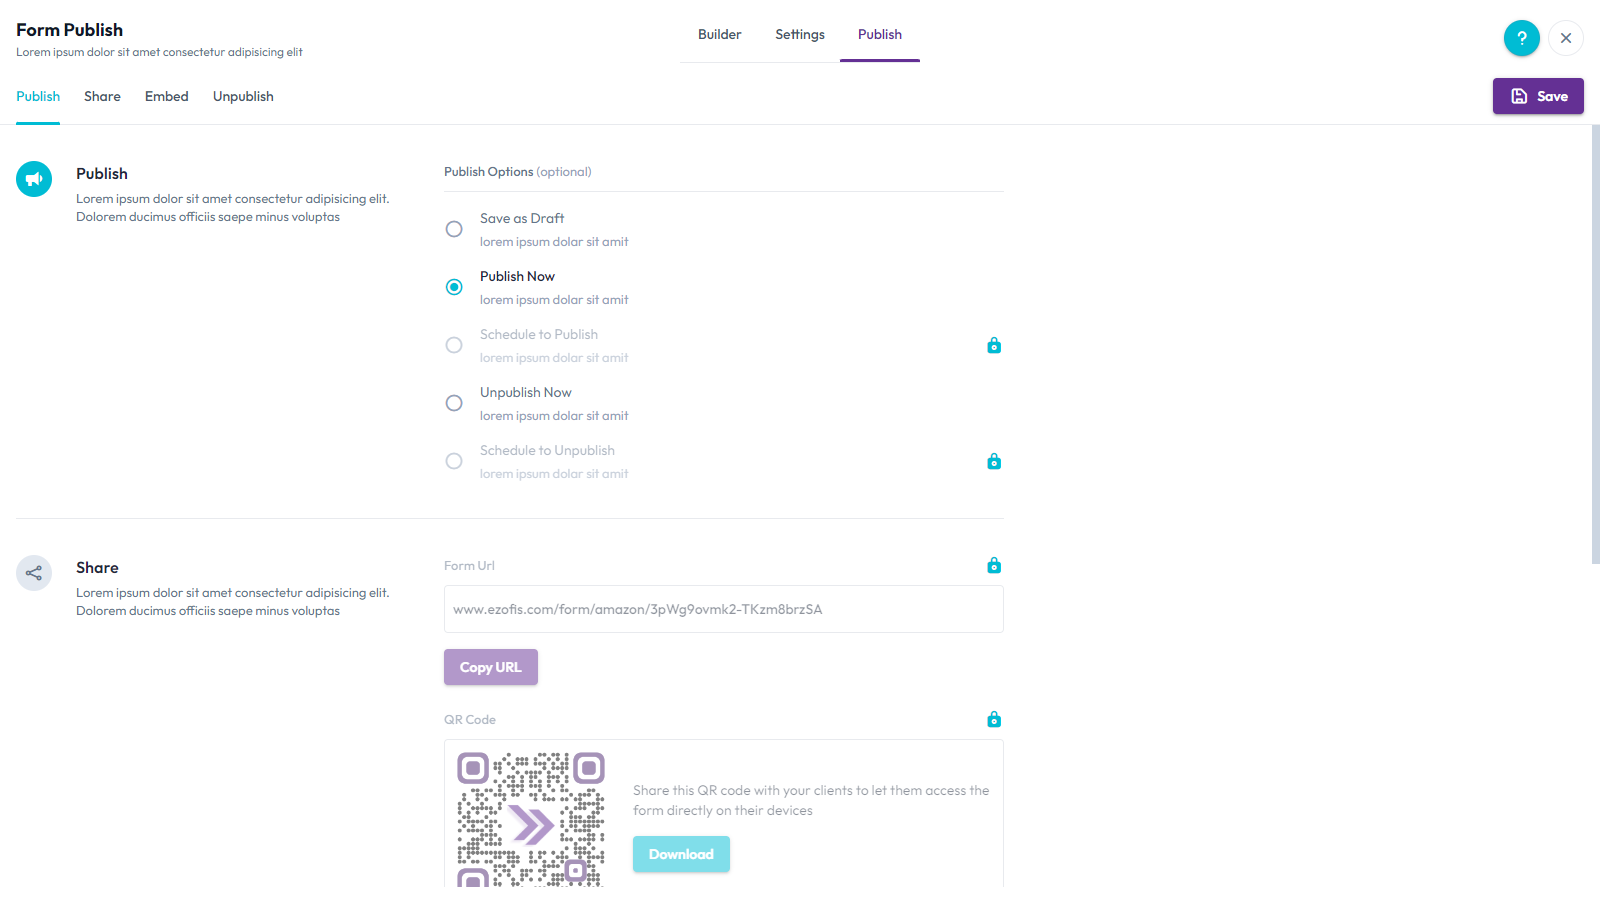 Form Publish
Lorem ipsum dolor sit amet consectetur adipisicing elit
Builder
Settings
Publish
?
Publish
Share
Embed
Unpublish
Save
Publish
Lorem ipsum dolor sit amet consectetur adipisicing elit.
Dolorem ducimus officiis saepe minus voluptas
Publish Options (optional)
Save as Draft
lorem ipsum dolar sit amit
Publish Now
lorem ipsum dolar sit amit
Schedule to Publish
lorem ipsum dolar sit amit
Unpublish Now
lorem ipsum dolar sit amit
Schedule to Unpublish
lorem ipsum dolar sit amit
Share
Lorem ipsum dolor sit amet consectetur adipisicing elit.
Dolorem ducimus officiis saepe minus voluptas
Form Url
www.ezofis.com/form/amazon/3pWg9ovmk2-TKzm8brzSA
Copy URL
QR Code
Share this QR code with your clients to let them access the
form directly on their devices
Download